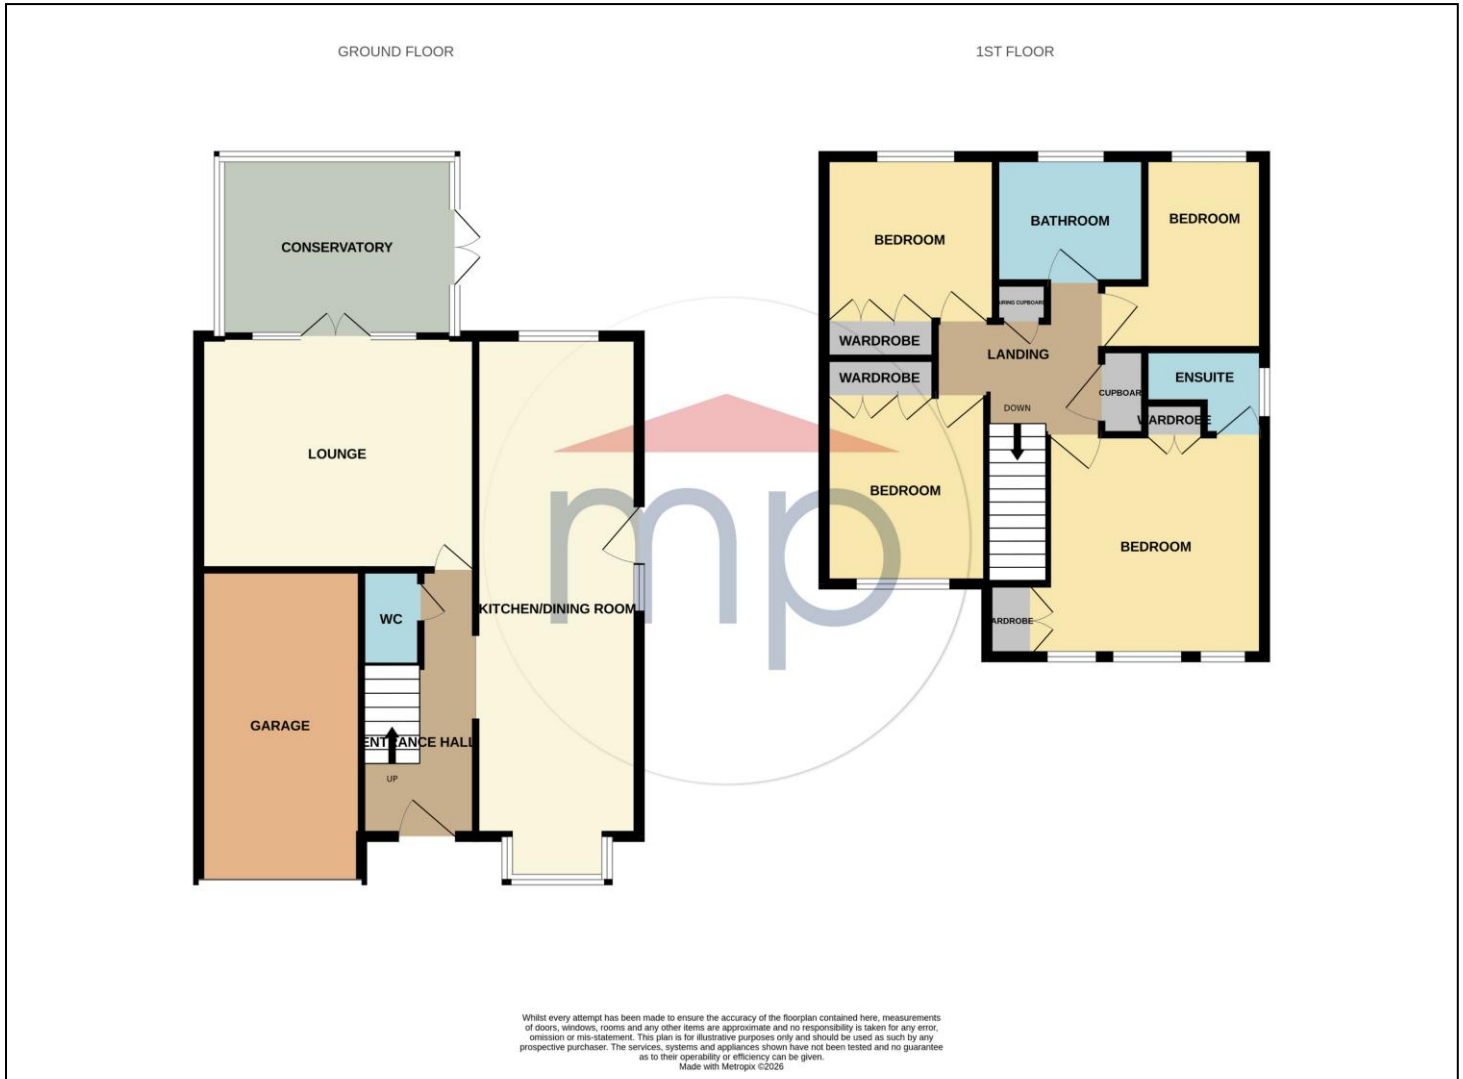 GROUND FLOOR
CONSERVATORY
LOUNGE
KITCHEN/DINING ROOM
WC
GARAGE
ENTRANCE HALL
UP
1ST FLOOR
BEDROOM
BATHROOM
BEDROOM
CUPBOARD
WARDROBE
LANDING
WARDROBE
ENSUITE
CUPBOAR
WARDROBE
DOWN
BEDROOM
BEDROOM
ARDROBE
mp
Whilst every attempt has been made to ensure the accuracy of the floorplan contained here, measurements
of doors, windows, rooms and any other items are approximate and no responsibility is taken for any error,
omission or mis-statement. This plan is for illustrative purposes only and should be used as such by any
prospective purchaser. The services, systems and appliances shown have not been tested and no guarantee
as to their operability or efficiency can be given.
Made with Metropix ©2026